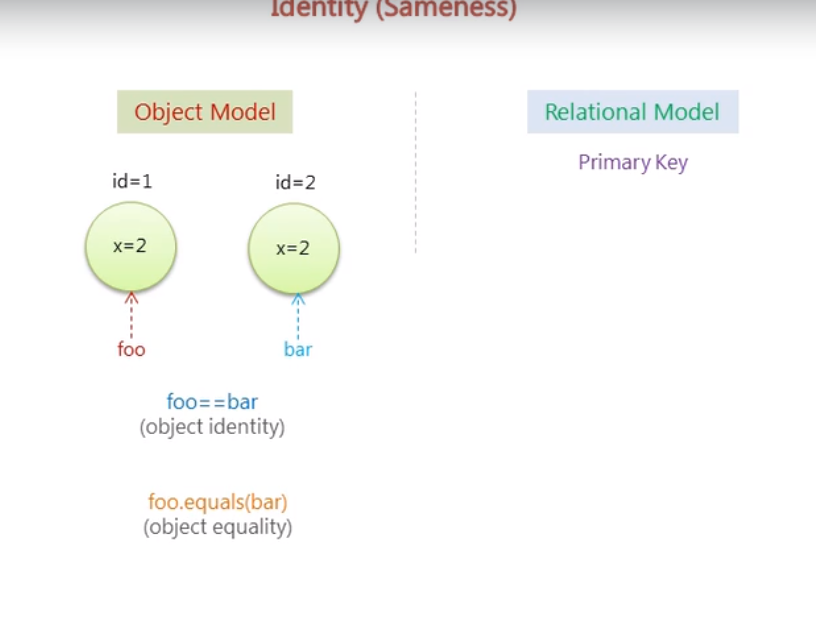 Identity (Sameness)
Object Model
Relational Model
Primary Key
id=1
id=2
x=2
x=2
foo
bar
foo==bar
(object identity)
foo.equals(bar)
(object equality)